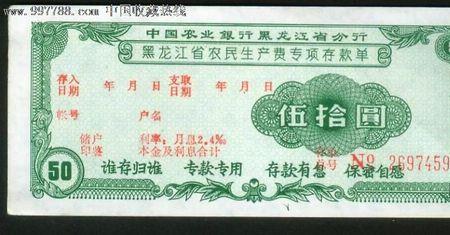 www.997788.com 中国收藏热线
中国农业银行黑龙江省分行
黑龙江省农民生产费专项存款单
存入日期 年 月 日 支取日期 年 月 日
帐号 户名
伍拾圆
储户印鉴 利率：月息2.4‰
本金及利息合计
号 No 2697459
50 谁存归谁 专款专用 存款有息 保密自愿